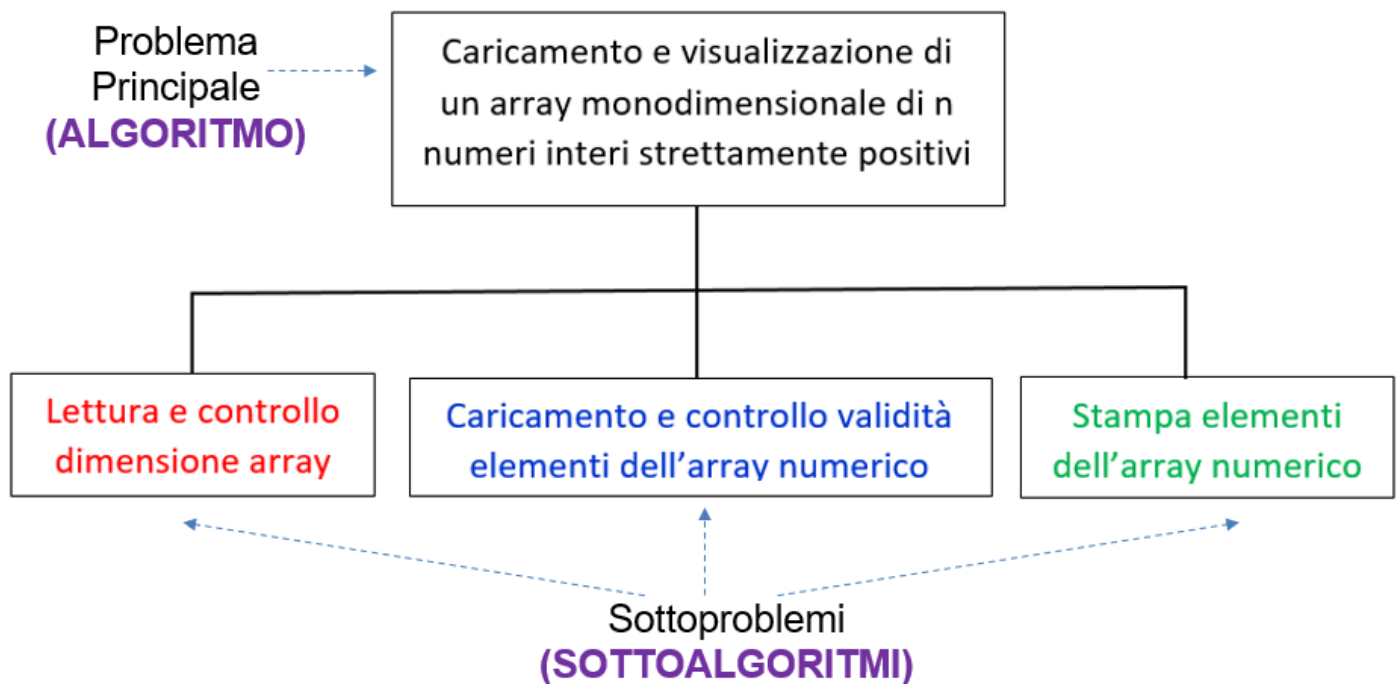 Problema
Principale
(ALGORITMO)
Caricamento e visualizzazione di
un array monodimensionale di n
numeri interi strettamente positivi
Lettura e controllo
dimensione array
Caricamento e controllo validità
elementi dell'array numerico
Stampa elementi
dell'array numerico
Sottoproblemi
(SOTTOALGORITMI)